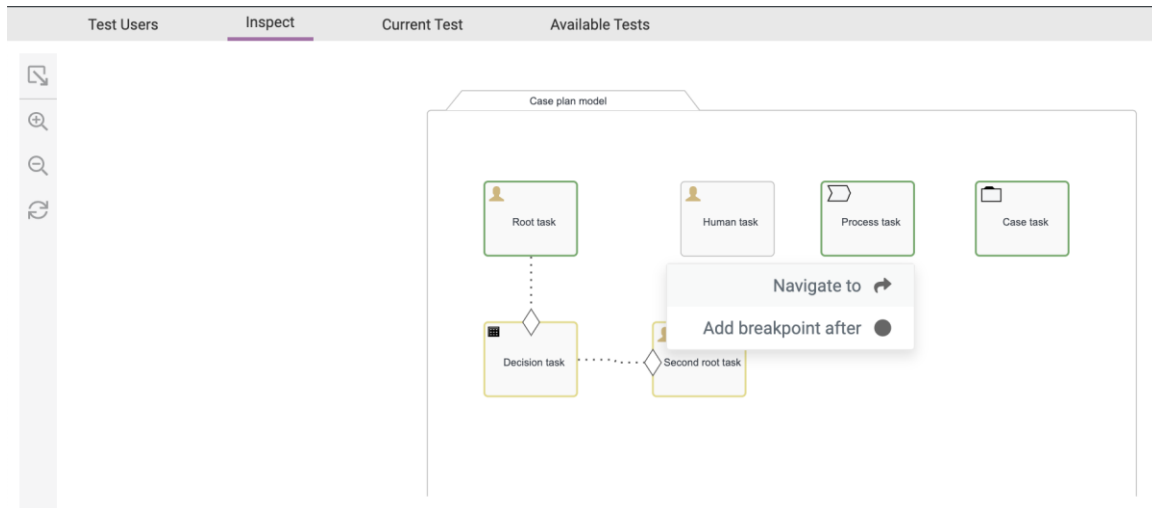 Test Users
Inspect
Current Test
Available Tests
Case plan model
Root task
Human task
Process task
Case task
Navigate to
Add breakpoint after
Decision task
Second root task